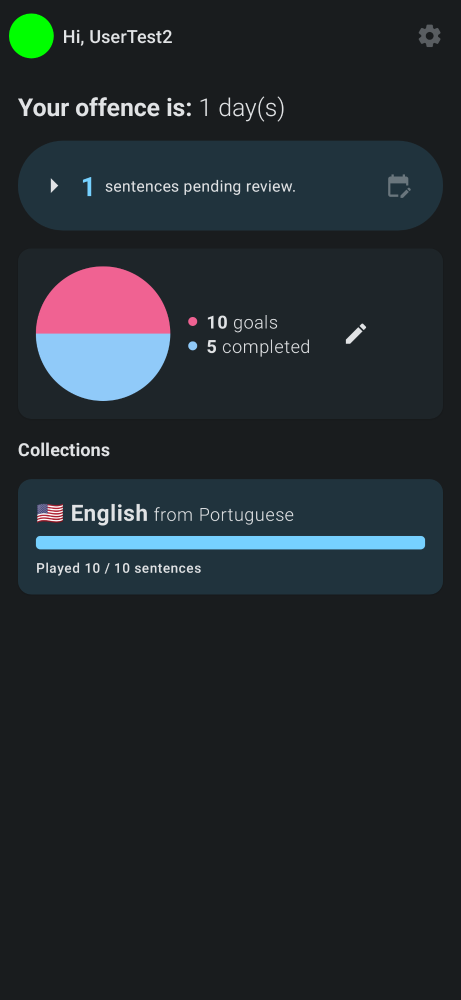 Hi, UserTest2
Your offence is: 1 day(s)
1 sentences pending review.
10 goals
5 completed
Collections
English from Portuguese
Played 10 / 10 sentences